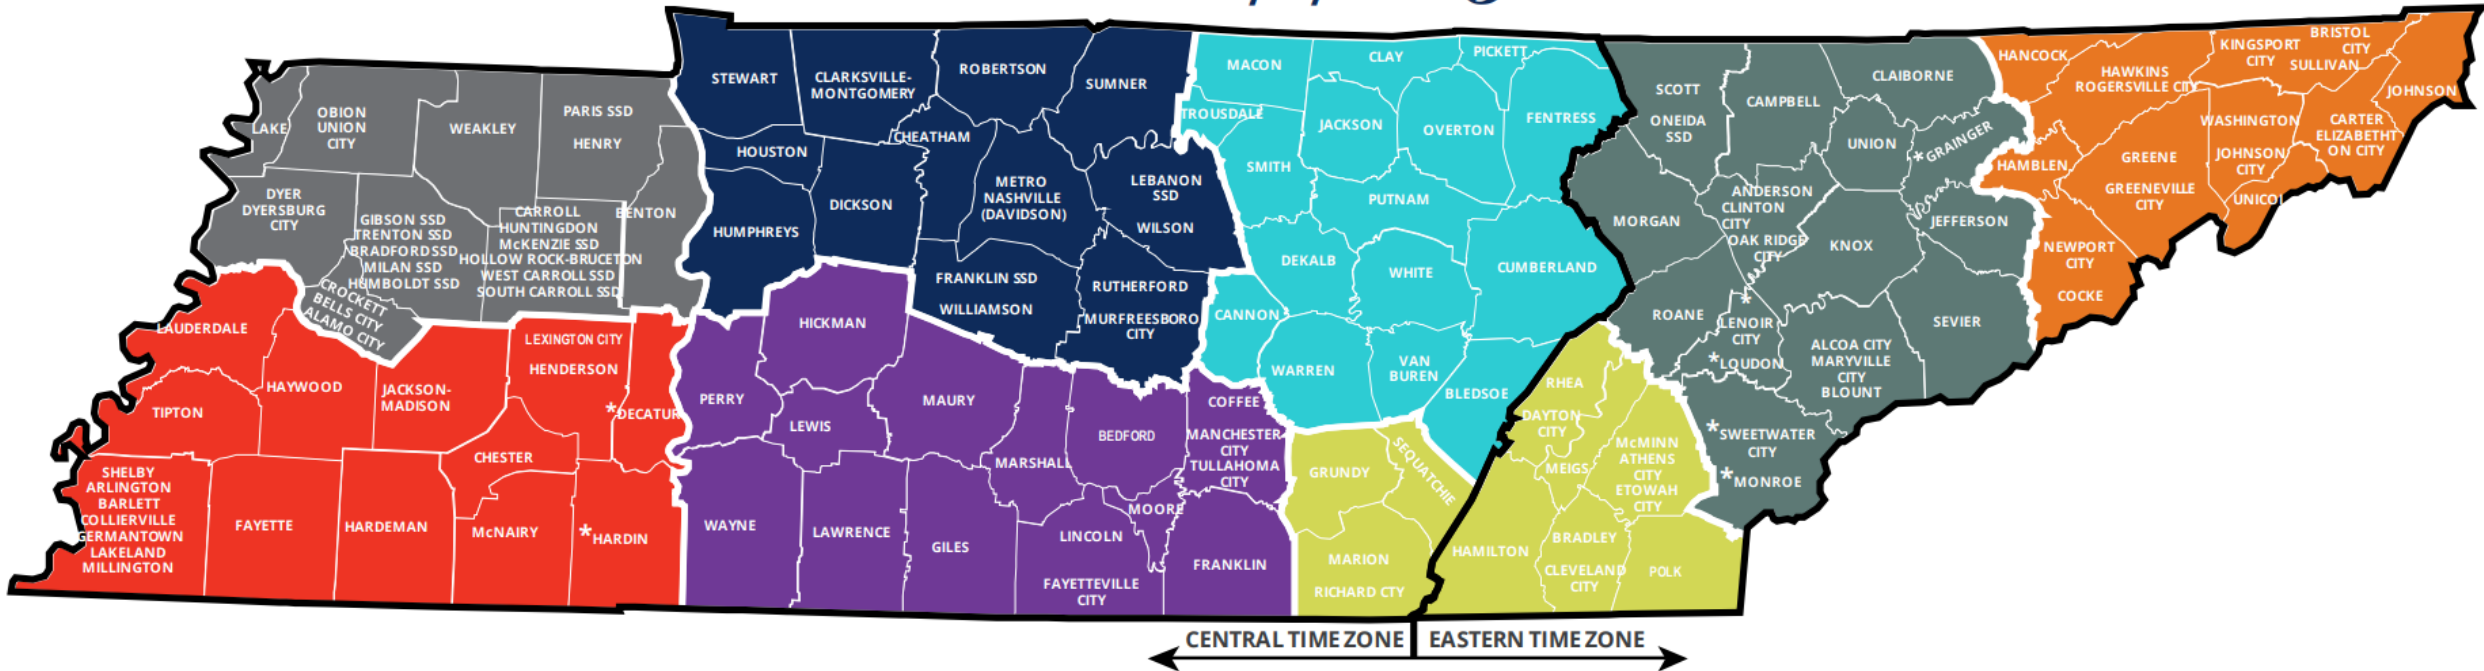 LAKE
OBION
UNION
CITY
WEAKLEY
PARIS SSD
HENRY
DYER
DYERSBURG
CITY
GIBSON SSD
TRENTON SSD
BRADFORDSSD
MILAN SSD
HUMBOLDT SSD
CARROLL
HUNTINGDON
McKENZIE SSD
HOLLOW ROCK-BRUCETON
WEST CARROLL SSD
SOUTH CARROLL SSD
BENTON
CROCKETT
BELLS CITY
ALAMO CITY
LAUDERDALE
HAYWOOD
JACKSON-
MADISON
LEXINGTON CITY
HENDERSON
*DECATUR
TIPTON
CHESTER
SHELBY
ARLINGTON
BARLETT
COLLIERVILLE
GERMANTOWN
LAKELAND
MILLINGTON
FAYETTE
HARDEMAN
McNAIRY
*HARDIN
STEWART
CLARKSVILLE-
MONTGOMERY
ROBERTSON
SUMNER
CHEATHAM
HOUSTON
HUMPHREYS
DICKSON
METRO
NASHVILLE
(DAVIDSON)
LEBANON
SSD
WILSON
FRANKLIN SSD
WILLIAMSON
RUTHERFORD
MURFREESBORO
CITY
HICKMAN
PERRY
LEWIS
MAURY
MARSHALL
BEDFORD
COFFEE
MANCHESTER
CITY
TULLAHOMA
CITY
WAYNE
LAWRENCE
GILES
LINCOLN
FAYETTEVILLE
CITY
MOORE
FRANKLIN
MACON
CLAY
PICKETT
TROUSDALE
JACKSON
OVERTON
FENTRESS
SMITH
PUTNAM
DEKALB
WHITE
CUMBERLAND
CANNON
WARREN
VAN
BUREN
BLEDSOE
GRUNDY
SEQUATCHIE
MARION
RICHARD CTY
RHEA
DAYTON
CITY
MEIGS
McMINN
ATHENS
CITY
ETOWAH
CITY
HAMILTON
BRADLEY
CLEVELAND
CITY
POLK
SCOTT
ONEIDA
SSD
CAMPBELL
CLAIBORNE
UNION
*GRAINGER
MORGAN
ANDERSON
CLINTON
CITY
OAK RIDGE
CITY
KNOX
JEFFERSON
ROANE
*
LENOIR
CITY
*LOUDON
ALCOA CITY
MARYVILLE
CITY
BLOUNT
SEVIER
*SWEETWATER
CITY
*MONROE
HANCOCK
HAWKINS
ROGERSVILLE CITY
KINGSPORT
CITY
BRISTOL
CITY
SULLIVAN
JOHNSON
WASHINGTON
JOHNSON
CITY
CARTER
ELIZABETHT
ON CITY
HAMBLEN
GREENE
GREENEVILLE
CITY
UNICOI
NEWPORT
CITY
COCKE
CENTRAL TIME ZONE
EASTERN TIME ZONE